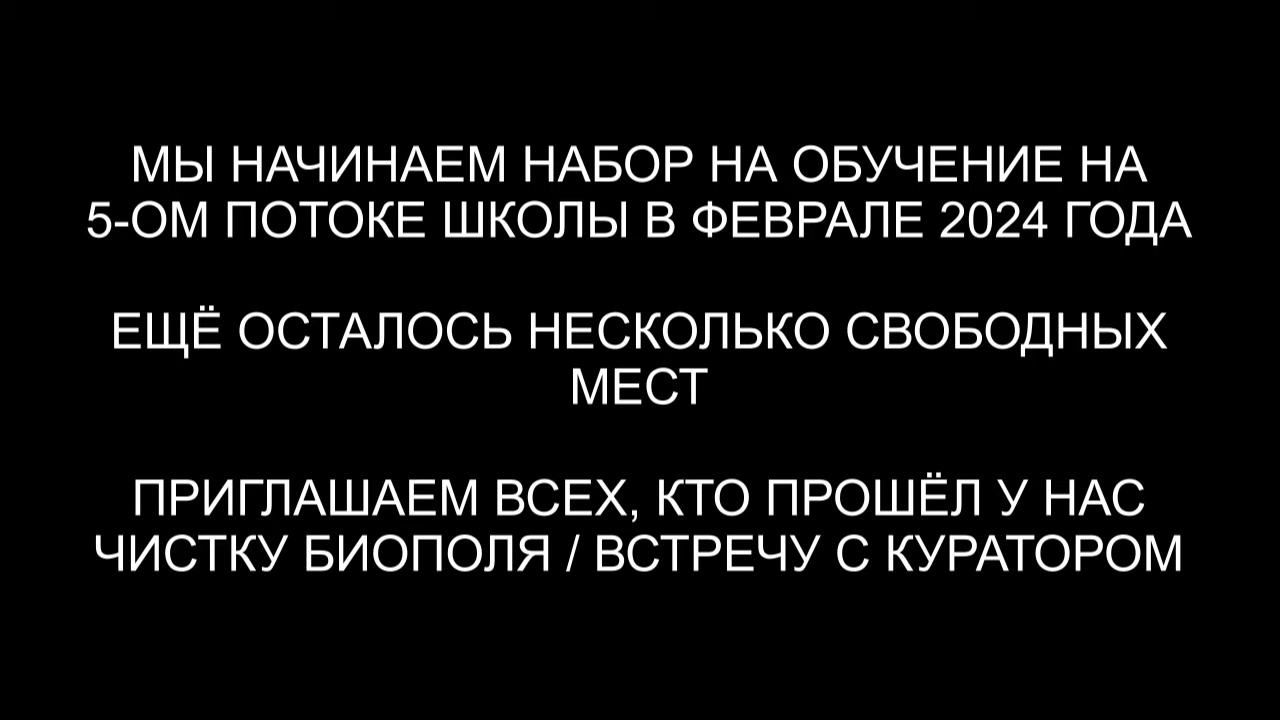 МЫ НАЧИНАЕМ НАБОР НА ОБУЧЕНИЕ НА
5-ОМ ПОТОКЕ ШКОЛЫ В ФЕВРАЛЕ 2024 ГОДА
ЕЩЁ ОСТАЛОСЬ НЕСКОЛЬКО СВОБОДНЫХ
МЕСТ
ПРИГЛАШАЕМ ВСЕХ, КТО ПРОШЁЛ У НАС
ЧИСТКУ БИОПОЛЯ / ВСТРЕЧУ С КУРАТОРОМ